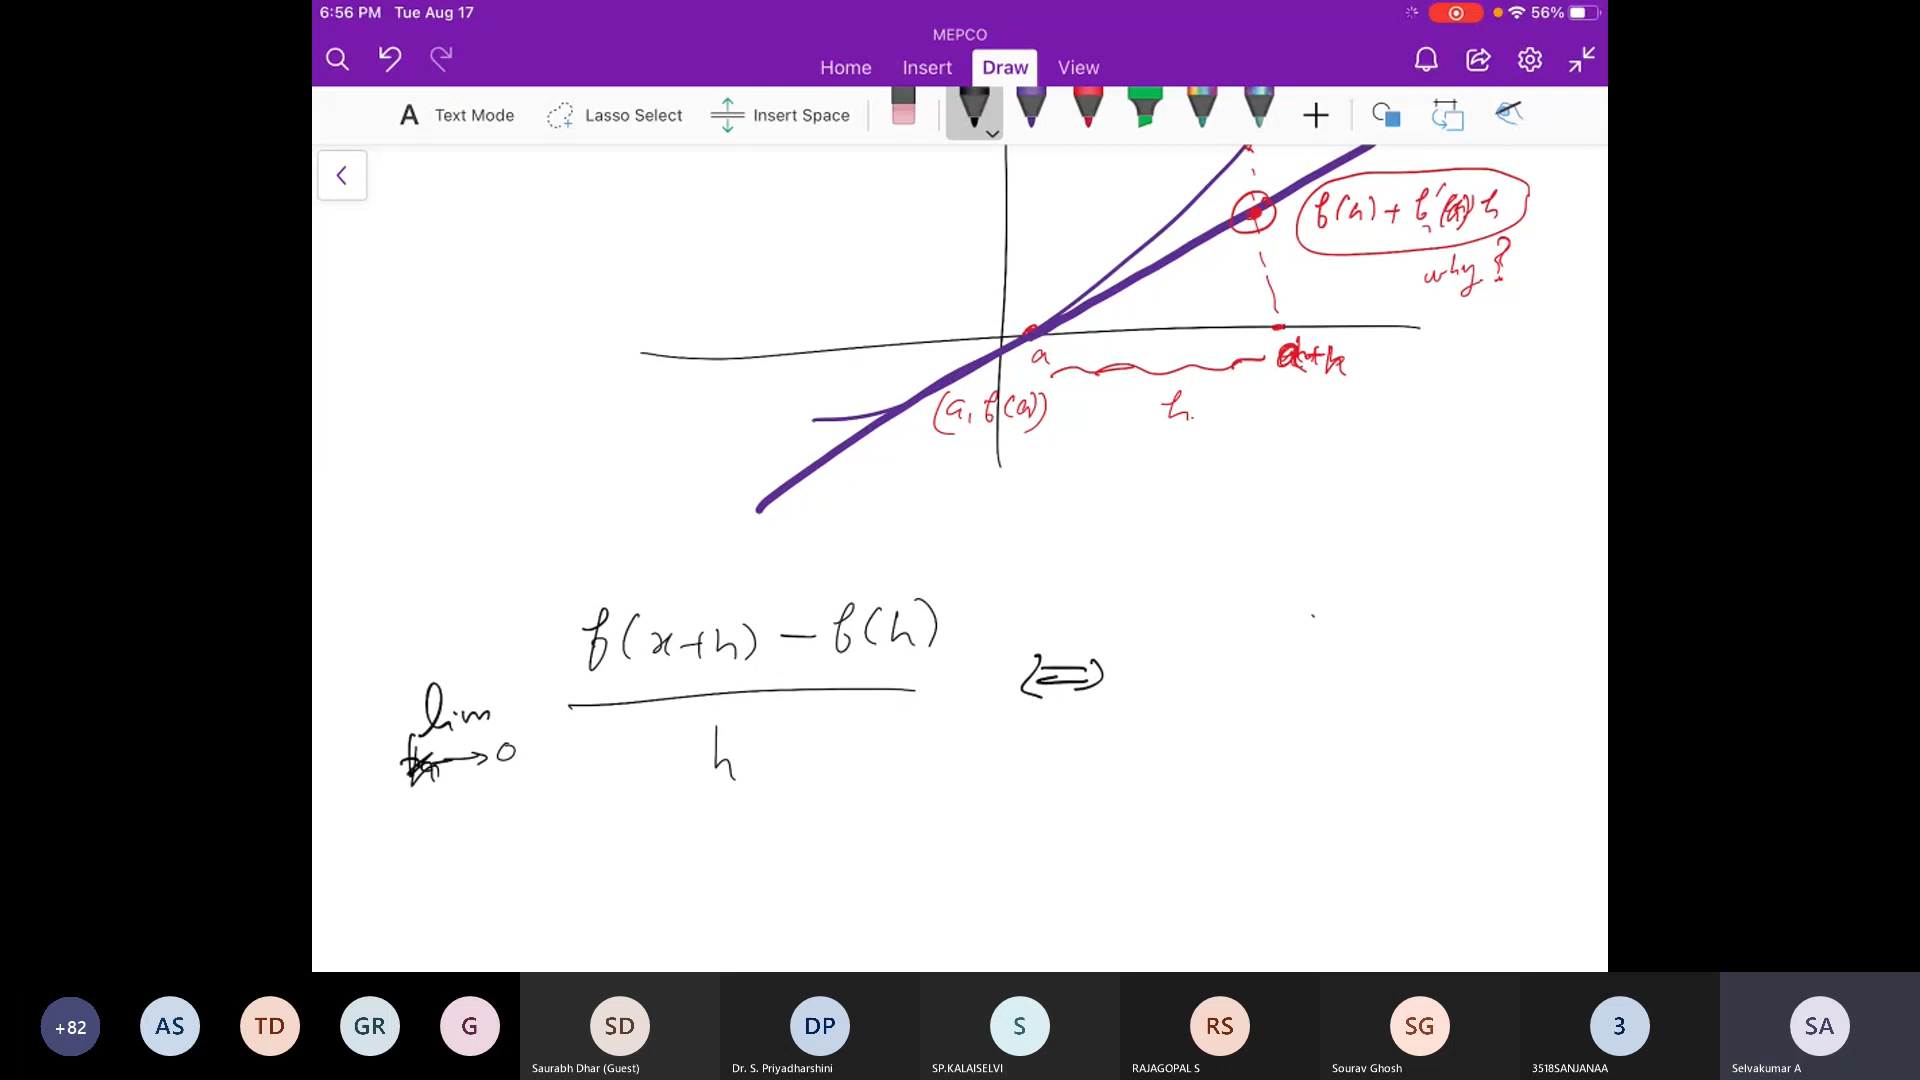 6:56 PM Tue Aug 17
56%
MEPCO
Home Insert Draw View
A Text Mode Lasso Select Insert Space
f(a) + f'(a) h
why?
a
a+h
(a, f(a))
h
f(x+h) - f(h)
lim
h→0
h
⇔
+82 AS TD GR G SD DP S RS SG 3 SA
Saurabh Dhar (Guest) Dr. S. Priyadharshini SP.KALAISELVI RAJAGOPAL S Sourav Ghosh 3518SANJANAA Selvakumar A